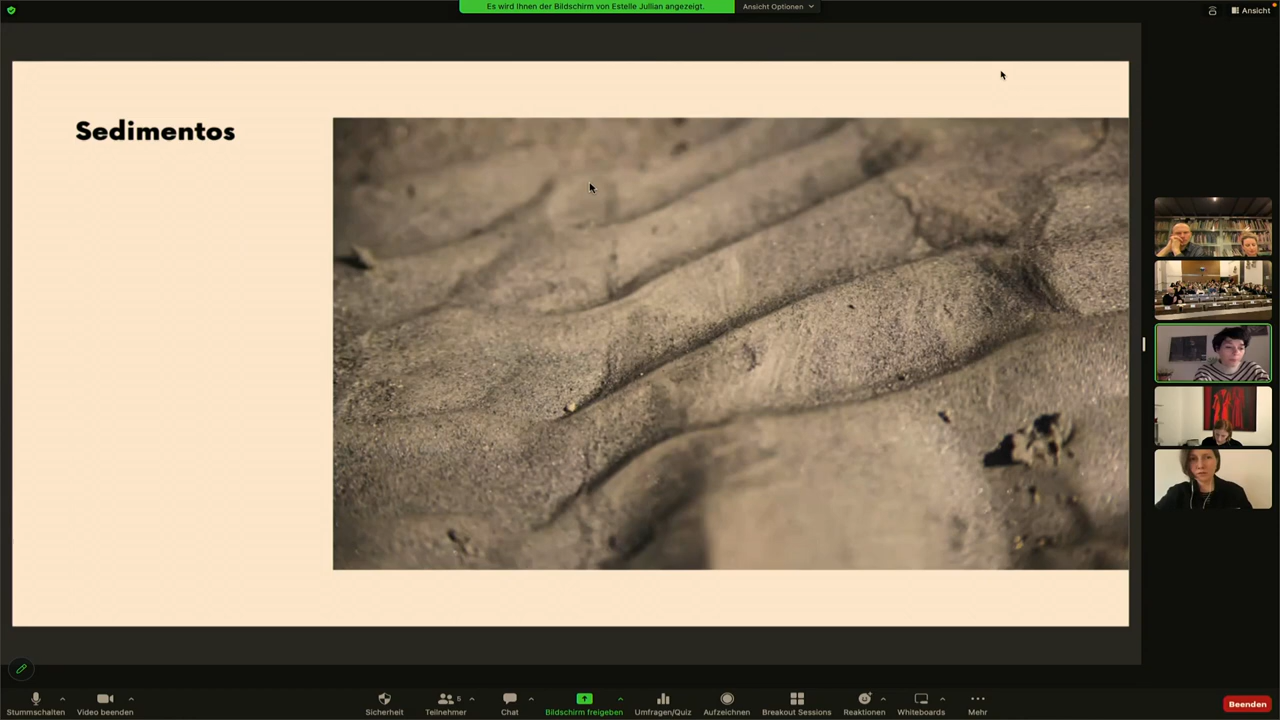 Es wird Ihnen der Bildschirm von Estelle Jullian angezeigt.
Ansicht Optionen
Ansicht
Sedimentos
Stummschalten
Video beenden
Sicherheit
5
Teilnehmer
Chat
Bildschirm freigeben
Umfragen/Quiz
Aufzeichnen
Breakout Sessions
Reaktionen
Whiteboards
Mehr
Beenden